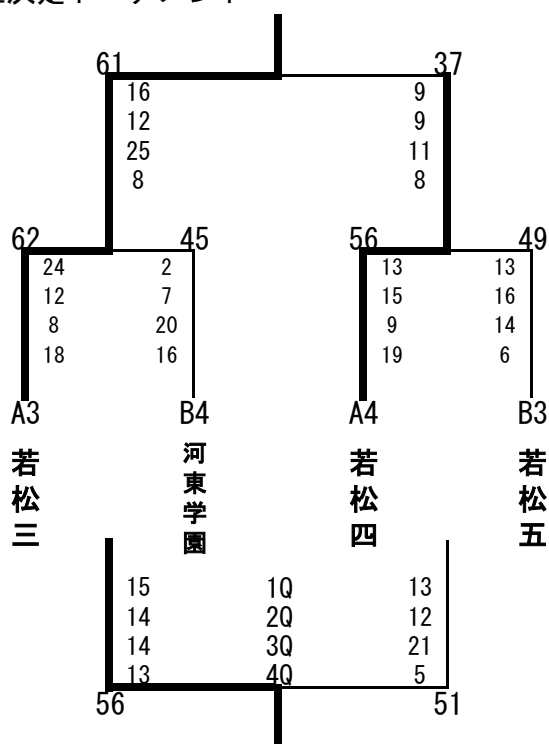 決定トーナメント
61 37
16 9
12 9
25 11
8 8
62 45 56 49
24 2 13 13
12 7 15 16
8 20 9 14
18 16 19 6
A3 B4 A4 B3
若松三
河東学園
若松四
若松五
15 1Q 13
14 2Q 12
14 3Q 21
13 4Q 5
56 51